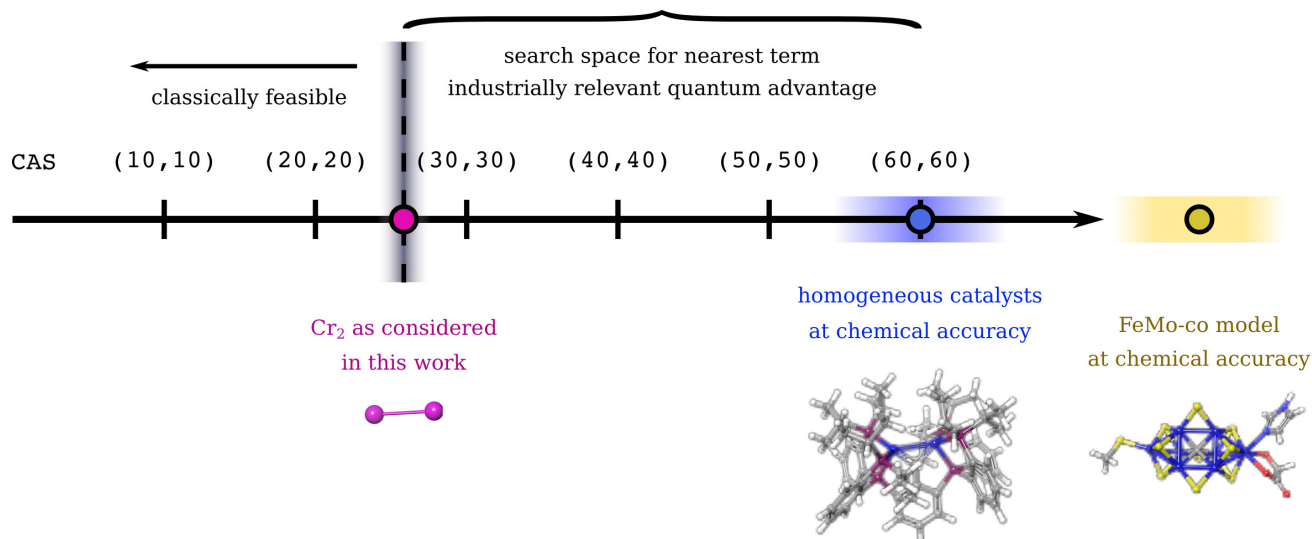 search space for nearest term
industrially relevant quantum advantage
classically feasible
CAS (10,10) (20,20) (30,30) (40,40) (50,50) (60,60)
Cr₂ as considered
in this work
homogeneous catalysts
at chemical accuracy
FeMo-co model
at chemical accuracy